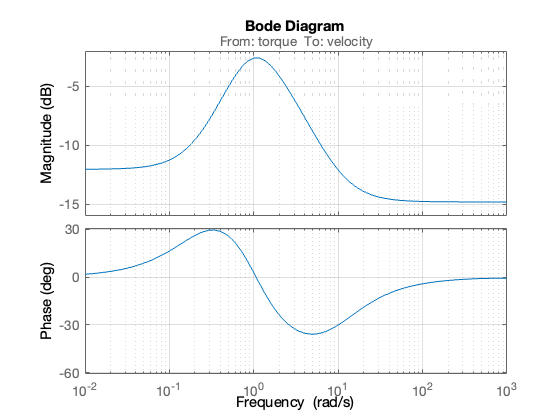 Bode Diagram
From: torque To: velocity
Magnitude (dB)
-5
-10
-15
Phase (deg)
30
0
-30
-60
10^-2 10^-1 10^0 10^1 10^2 10^3
Frequency (rad/s)